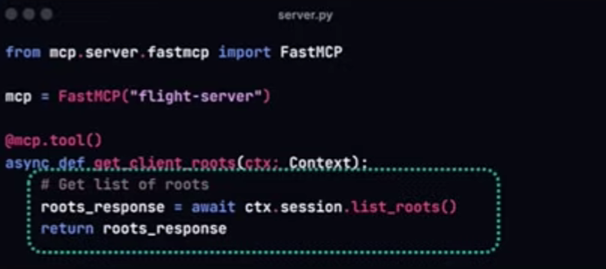 server.py
from mcp.server.fastmcp import FastMCP
mcp = FastMCP("flight-server")
@mcp.tool()
async def get_client_roots(ctx: Context):
# Get list of roots
roots_response = await ctx.session.list_roots()
return roots_response